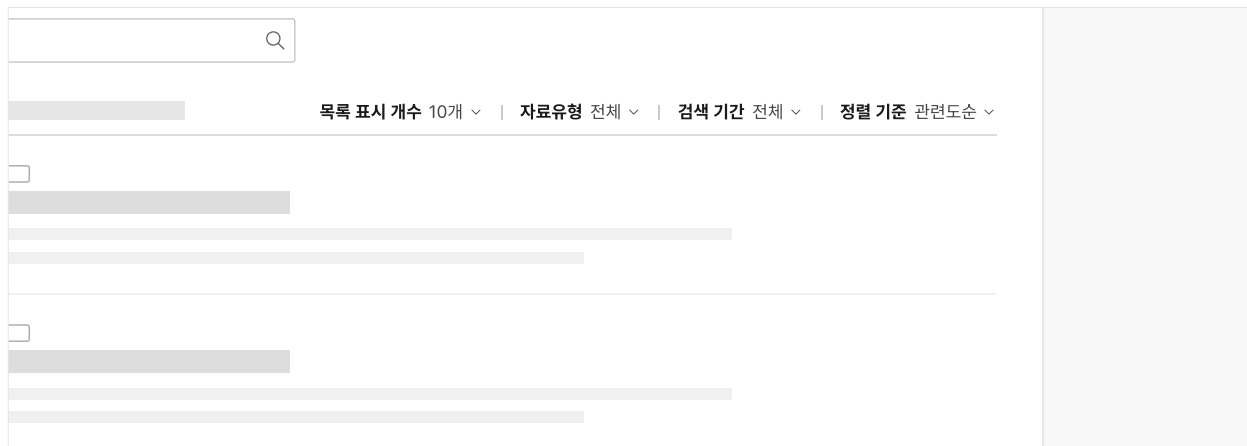 목록 표시 개수 10개 | 자료유형 전체 | 검색 기간 전체 | 정렬 기준 관련도순